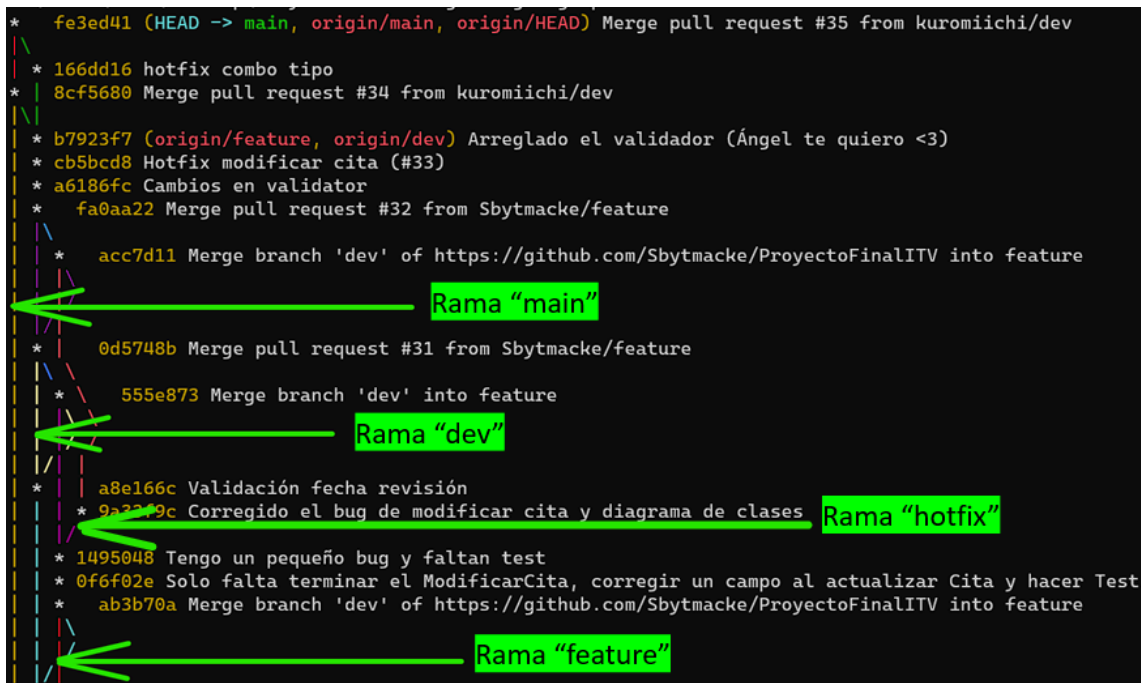 * fe3ed41 (HEAD -> main, origin/main, origin/HEAD) Merge pull request #35 from kuromiichi/dev
* 166dd16 hotfix combo tipo
* 8cf5680 Merge pull request #34 from kuromiichi/dev
* b7923f7 (origin/feature, origin/dev) Arreglado el validador (Ángel te quiero <3)
* cb5bcd8 Hotfix modificar cita (#33)
* a6186fc Cambios en validator
* fa0aa22 Merge pull request #32 from Sbytmacke/feature
* acc7d11 Merge branch 'dev' of https://github.com/Sbytmacke/ProyectoFinalITV into feature
Rama “main”
* 0d5748b Merge pull request #31 from Sbytmacke/feature
* 555e873 Merge branch 'dev' into feature
Rama “dev”
* a8e166c Validación fecha revisión
* Corregido el bug de modificar cita y diagrama de clases
Rama “hotfix”
* 1495048 Tengo un pequeño bug y faltan test
* 0f6f02e Solo falta terminar el ModificarCita, corregir un campo al actualizar Cita y hacer Test
* ab3b70a Merge branch 'dev' of https://github.com/Sbytmacke/ProyectoFinalITV into feature
Rama “feature”